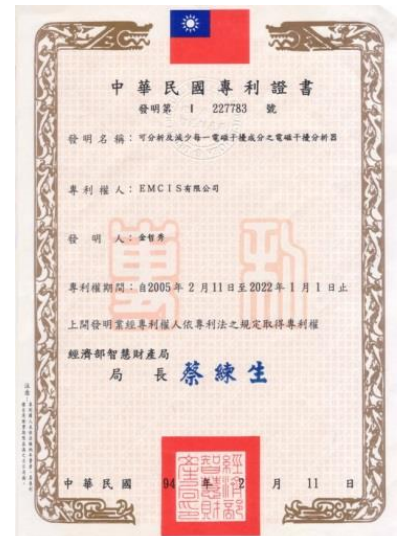 中華民國專利證書
發明第 I 227783 號
發明名稱：可分析及減少每一電磁干擾成分之電磁干擾分析器
專利權人：EMCIS有限公司
發明人：金哲秀
專利權期間：自2005年2月11日至2022年1月1日止
上開發明業經專利權人依專利法之規定取得專利權
經濟部智慧財產局
局長 蔡練生
中華民國 94 年 2 月 11 日